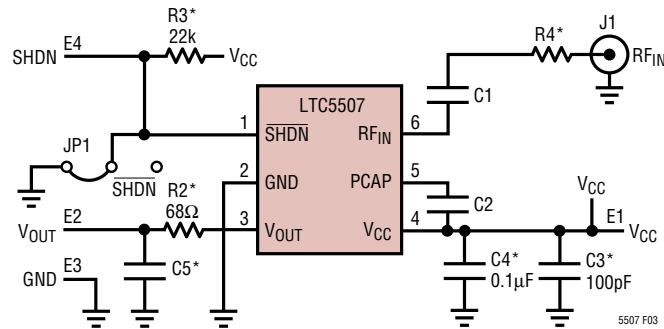 R3*
22k
SHDN E4
VCC
JP1
SHDN
R2*
68Ω
VOUT E2
C5*
GND E3
LTC5507
1 SHDN
2 GND
3 VOUT
RFIN 6
PCAP 5
VCC 4
C1
R4*
J1
RFIN
C2
VCC
E1 VCC
C4*
0.1µF
C3*
100pF
5507 F03